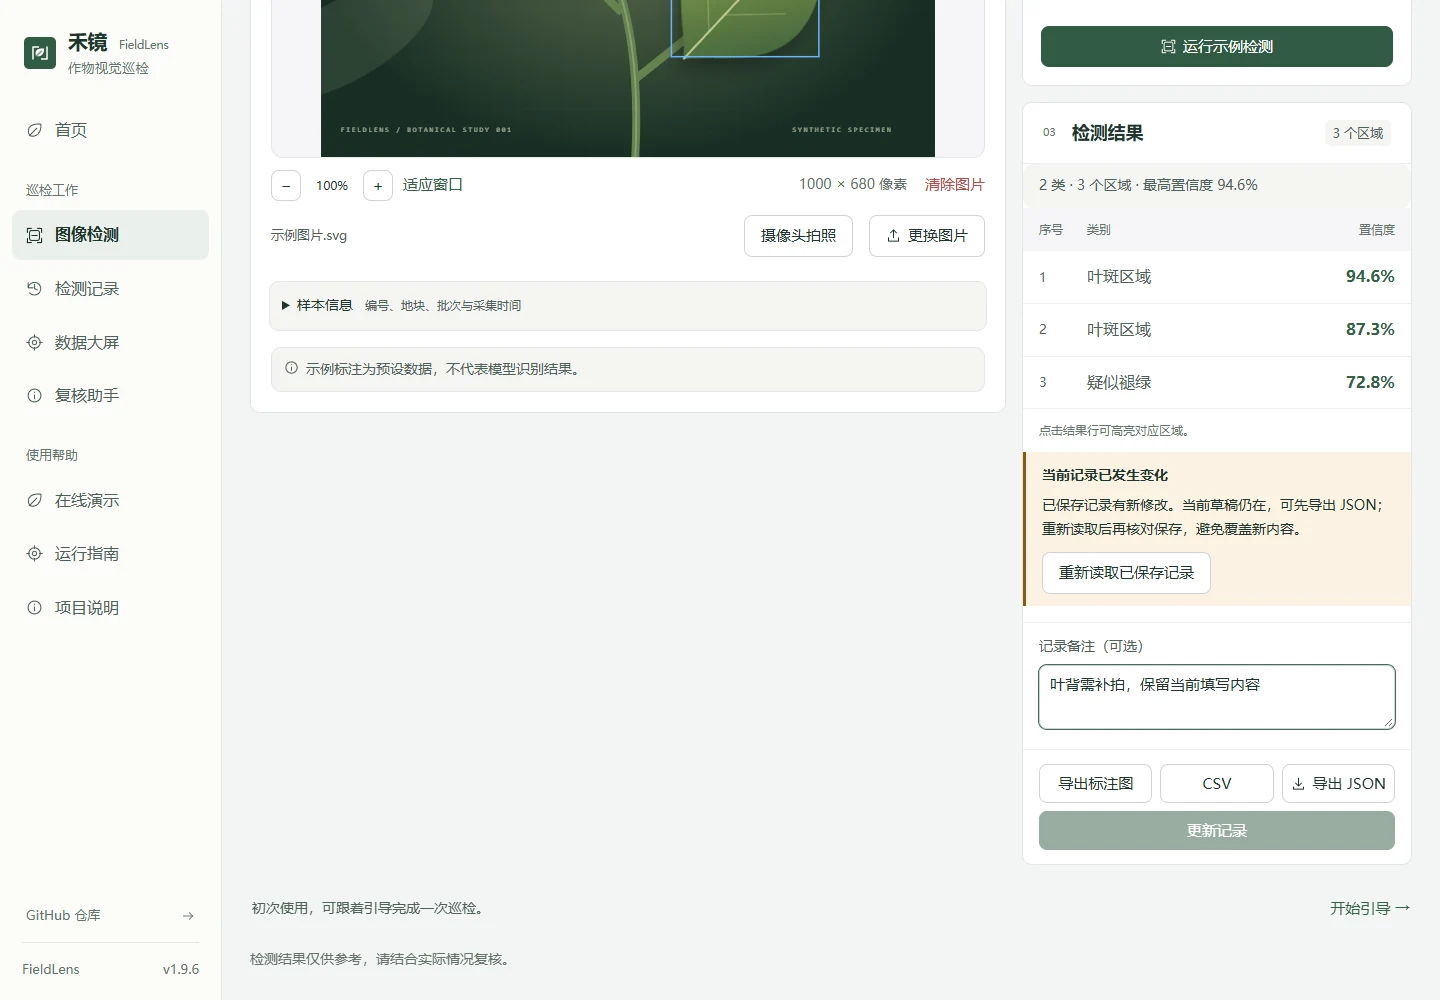 禾镜 FieldLens
作物视觉巡检
首页
巡检工作
图像检测
检测记录
数据大屏
复核助手
使用帮助
在线演示
运行指南
项目说明
GitHub 仓库 →
FieldLens v1.9.6
FIELDLENS / BOTANICAL STUDY 001 SYNTHETIC SPECIMEN
− 100% + 适应窗口 1000 × 680 像素 清除图片
示例图片.svg 摄像头拍照 更换图片
▶ 样本信息 编号、地块、批次与采集时间
示例标注为预设数据，不代表模型识别结果。
运行示例检测
03 检测结果 3 个区域
2 类 · 3 个区域 · 最高置信度 94.6%
序号 类别 置信度
1 叶斑区域 94.6%
2 叶斑区域 87.3%
3 疑似褪绿 72.8%
点击结果行可高亮对应区域。
当前记录已发生变化
已保存记录有新修改。当前草稿仍在，可先导出 JSON；
重新读取后再核对保存，避免覆盖新内容。
重新读取已保存记录
记录备注（可选）
叶背需补拍，保留当前填写内容
导出标注图 CSV 导出 JSON
更新记录
初次使用，可跟着引导完成一次巡检。 开始引导 →
检测结果仅供参考，请结合实际情况复核。